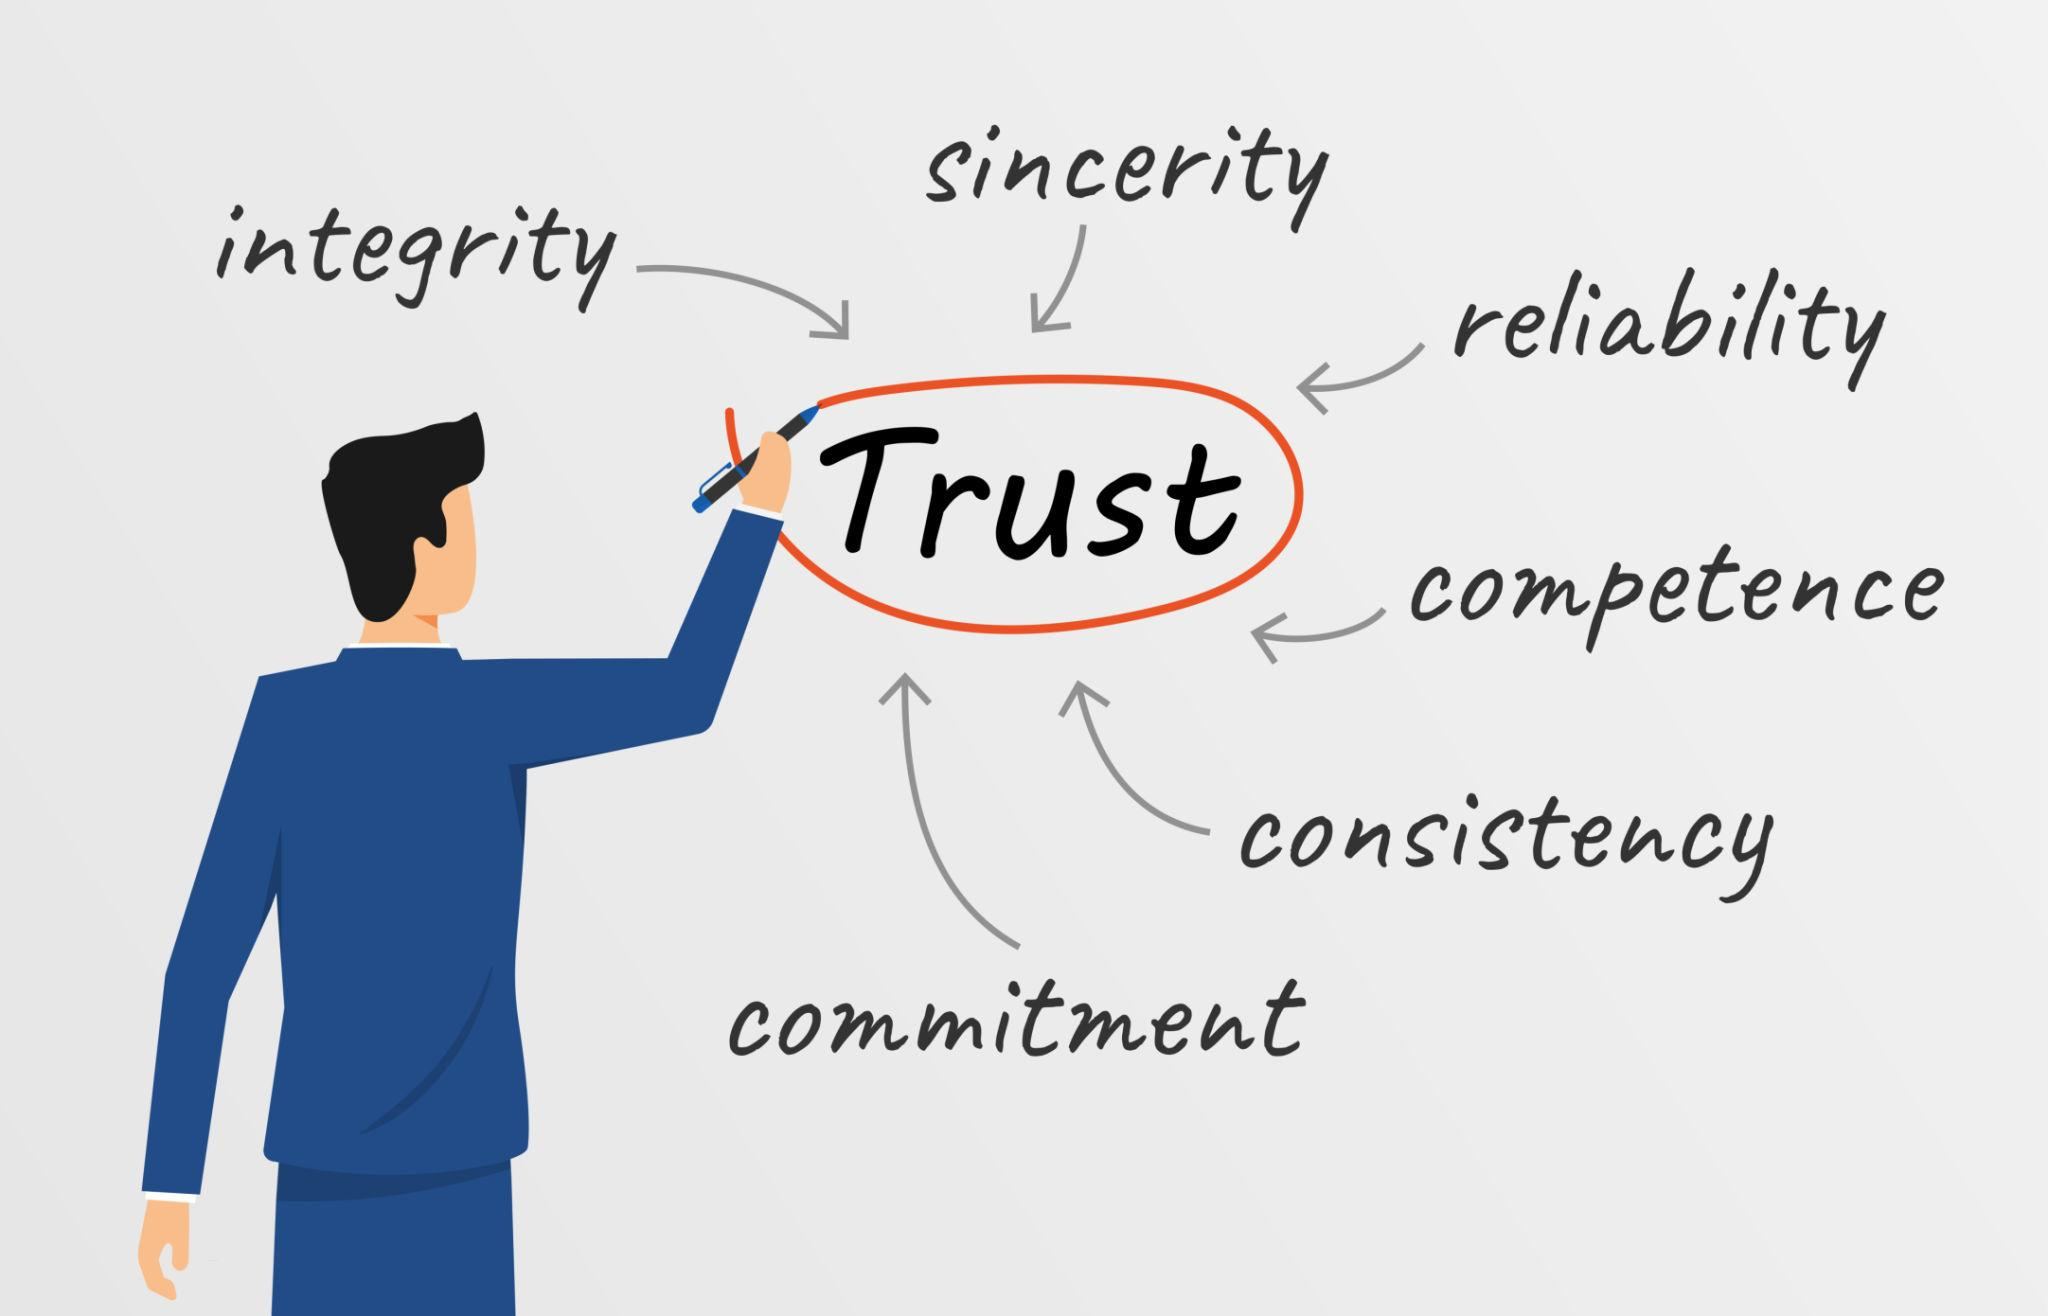 sincerity
integrity
reliability
Trust
competence
consistency
commitment